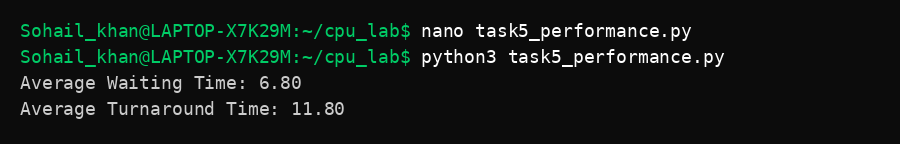 Sohail_khan@LAPTOP-X7K29M:~/cpu_lab$ nano task5_performance.py
Sohail_khan@LAPTOP-X7K29M:~/cpu_lab$ python3 task5_performance.py
Average Waiting Time: 6.80
Average Turnaround Time: 11.80